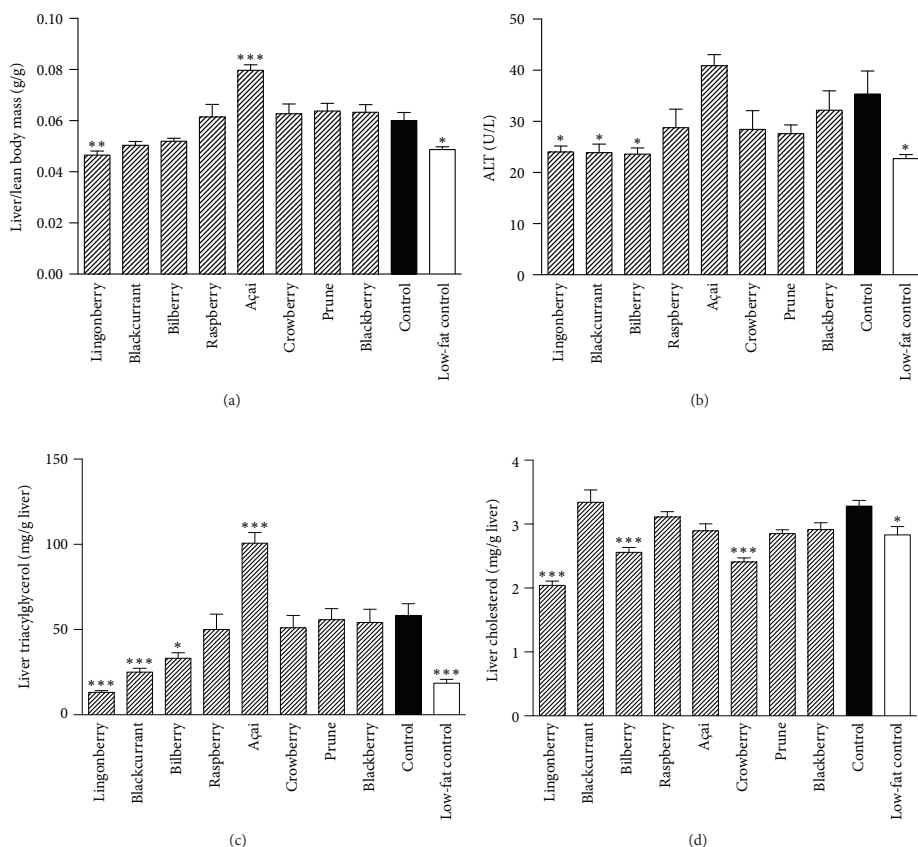 Liver/lean body mass (g/g)
0.10
0.08
0.06
0.04
0.02
0.00
**
***
*
Lingonberry
Blackcurrant
Bilberry
Raspberry
Açai
Crowberry
Prune
Blackberry
Control
Low-fat control
(a)
ALT (U/L)
50
40
30
20
10
0
*
*
*
*
Lingonberry
Blackcurrant
Bilberry
Raspberry
Açai
Crowberry
Prune
Blackberry
Control
Low-fat control
(b)
Liver triacylglycerol (mg/g liver)
150
100
50
0
***
***
*
***
***
Lingonberry
Blackcurrant
Bilberry
Raspberry
Açai
Crowberry
Prune
Blackberry
Control
Low-fat control
(c)
Liver cholesterol (mg/g liver)
4
3
2
1
0
***
***
***
*
Lingonberry
Blackcurrant
Bilberry
Raspberry
Açai
Crowberry
Prune
Blackberry
Control
Low-fat control
(d)